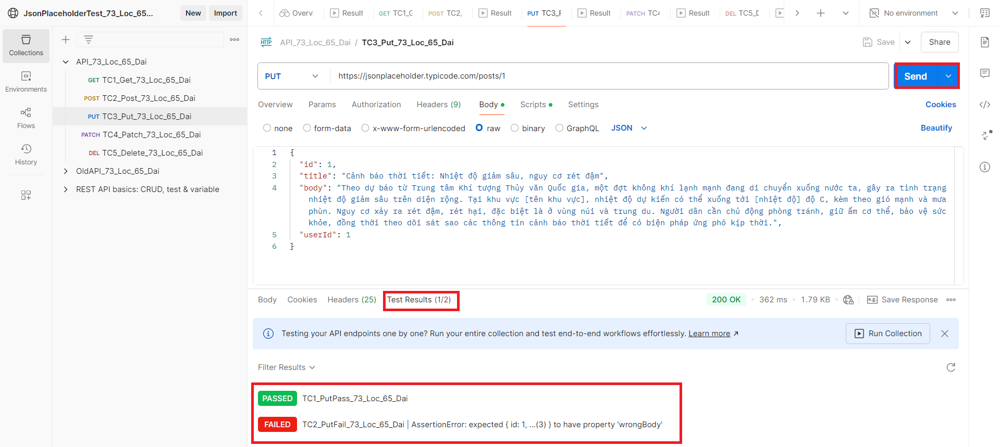 JsonPlaceholderTest_73_Loc_65...
New
Import
Overvi
Result
GET TC1_G
POST TC2_
Result
PUT TC3_F
Result
PATCH TC4
Result
DEL TC5_D
No environment
Collections
Environments
Flows
History
API_73_Loc_65_Dai
GET TC1_Get_73_Loc_65_Dai
POST TC2_Post_73_Loc_65_Dai
PUT TC3_Put_73_Loc_65_Dai
PATCH TC4_Patch_73_Loc_65_Dai
DEL TC5_Delete_73_Loc_65_Dai
OldAPI_73_Loc_65_Dai
REST API basics: CRUD, test & variable
HTTP API_73_Loc_65_Dai / TC3_Put_73_Loc_65_Dai
Save
Share
PUT https://jsonplaceholder.typicode.com/posts/1
Send
Overview Params Authorization Headers (9) Body Scripts Settings
Cookies
none form-data x-www-form-urlencoded raw binary GraphQL JSON
Beautify
1 {
2 "id": 1,
3 "title": "Cảnh báo thời tiết: Nhiệt độ giảm sâu, nguy cơ rét đậm",
4 "body": "Theo dự báo từ Trung tâm Khí tượng Thủy văn Quốc gia, một đợt không khí lạnh mạnh đang di chuyển xuống nước ta, gây ra tình trạng
nhiệt độ giảm sâu trên diện rộng. Tại khu vực [tên khu vực], nhiệt độ dự kiến có thể xuống tới [nhiệt độ] độ C, kèm theo gió mạnh và mưa
phùn. Nguy cơ xảy ra rét đậm, rét hại, đặc biệt là ở vùng núi và trung du. Người dân cần chủ động phòng tránh, giữ ấm cơ thể, bảo vệ sức
khỏe, đồng thời theo dõi sát sao các thông tin cảnh báo thời tiết để có biện pháp ứng phó kịp thời.",
5 "userId": 1
6 }
Body Cookies Headers (25) Test Results (1/2)
200 OK • 362 ms • 1.79 KB
e.g. Save Response
Testing your API endpoints one by one? Run your entire collection and test end-to-end workflows effortlessly. Learn more ↗
Run Collection
Filter Results
PASSED TC1_PutPass_73_Loc_65_Dai
FAILED TC2_PutFail_73_Loc_65_Dai | AssertionError: expected { id: 1, …(3) } to have property 'wrongBody'